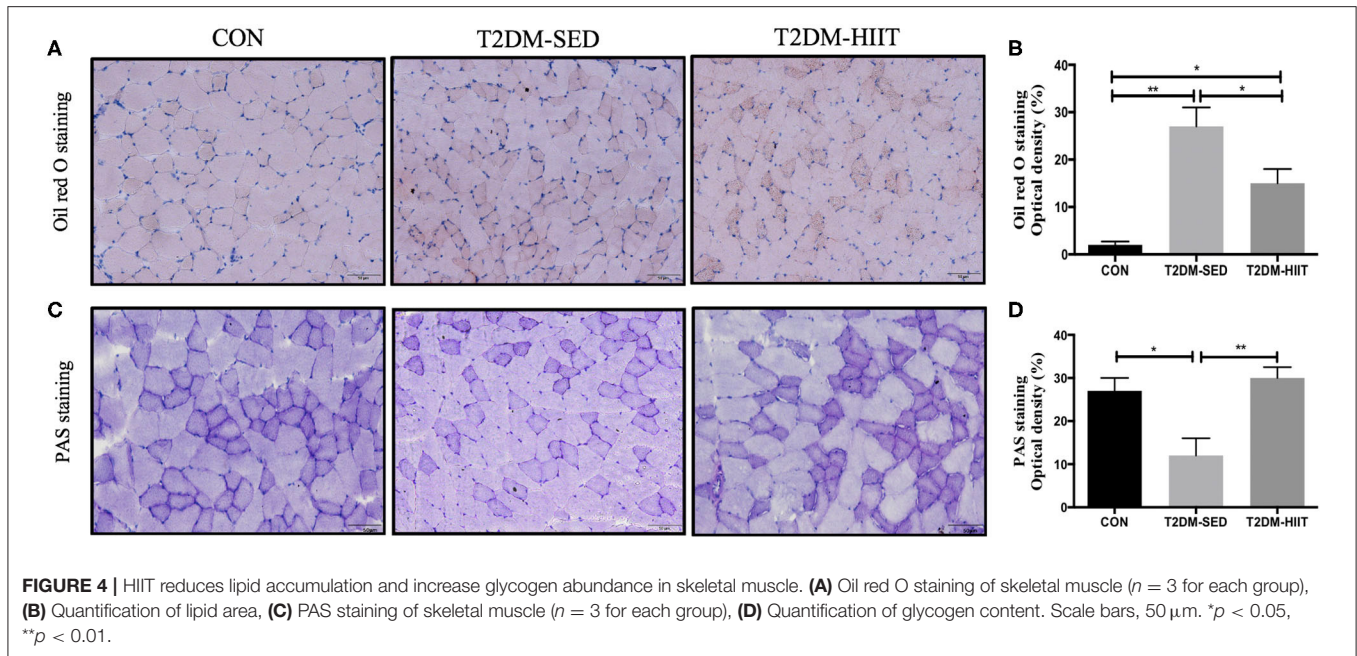 CON T2DM-SED T2DM-HIIT
A
Oil red O staining
B
Oil red O staining
Optical density (%)
40
30
20
10
0
*
** *
CON T2DM-SED T2DM-HIIT
C
PAS staining
50μm
D
PAS staining
Optical density (%)
40
30
20
10
0
* **
CON T2DM-SED T2DM-HIIT
FIGURE 4 | HIIT reduces lipid accumulation and increase glycogen abundance in skeletal muscle. (A) Oil red O staining of skeletal muscle (n = 3 for each group),
(B) Quantification of lipid area, (C) PAS staining of skeletal muscle (n = 3 for each group), (D) Quantification of glycogen content. Scale bars, 50 μm. *p < 0.05,
**p < 0.01.